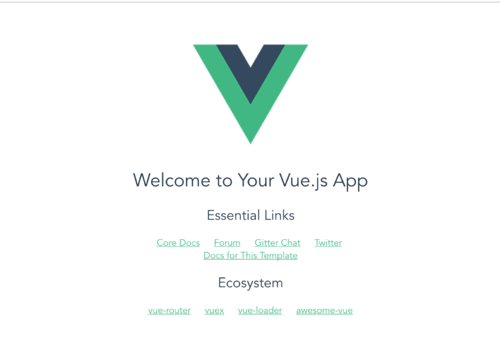 Welcome to Your Vue.js App
Essential Links
Core Docs Forum Gitter Chat Twitter
Docs for This Template
Ecosystem
vue-router vuex vue-loader awesome-vue